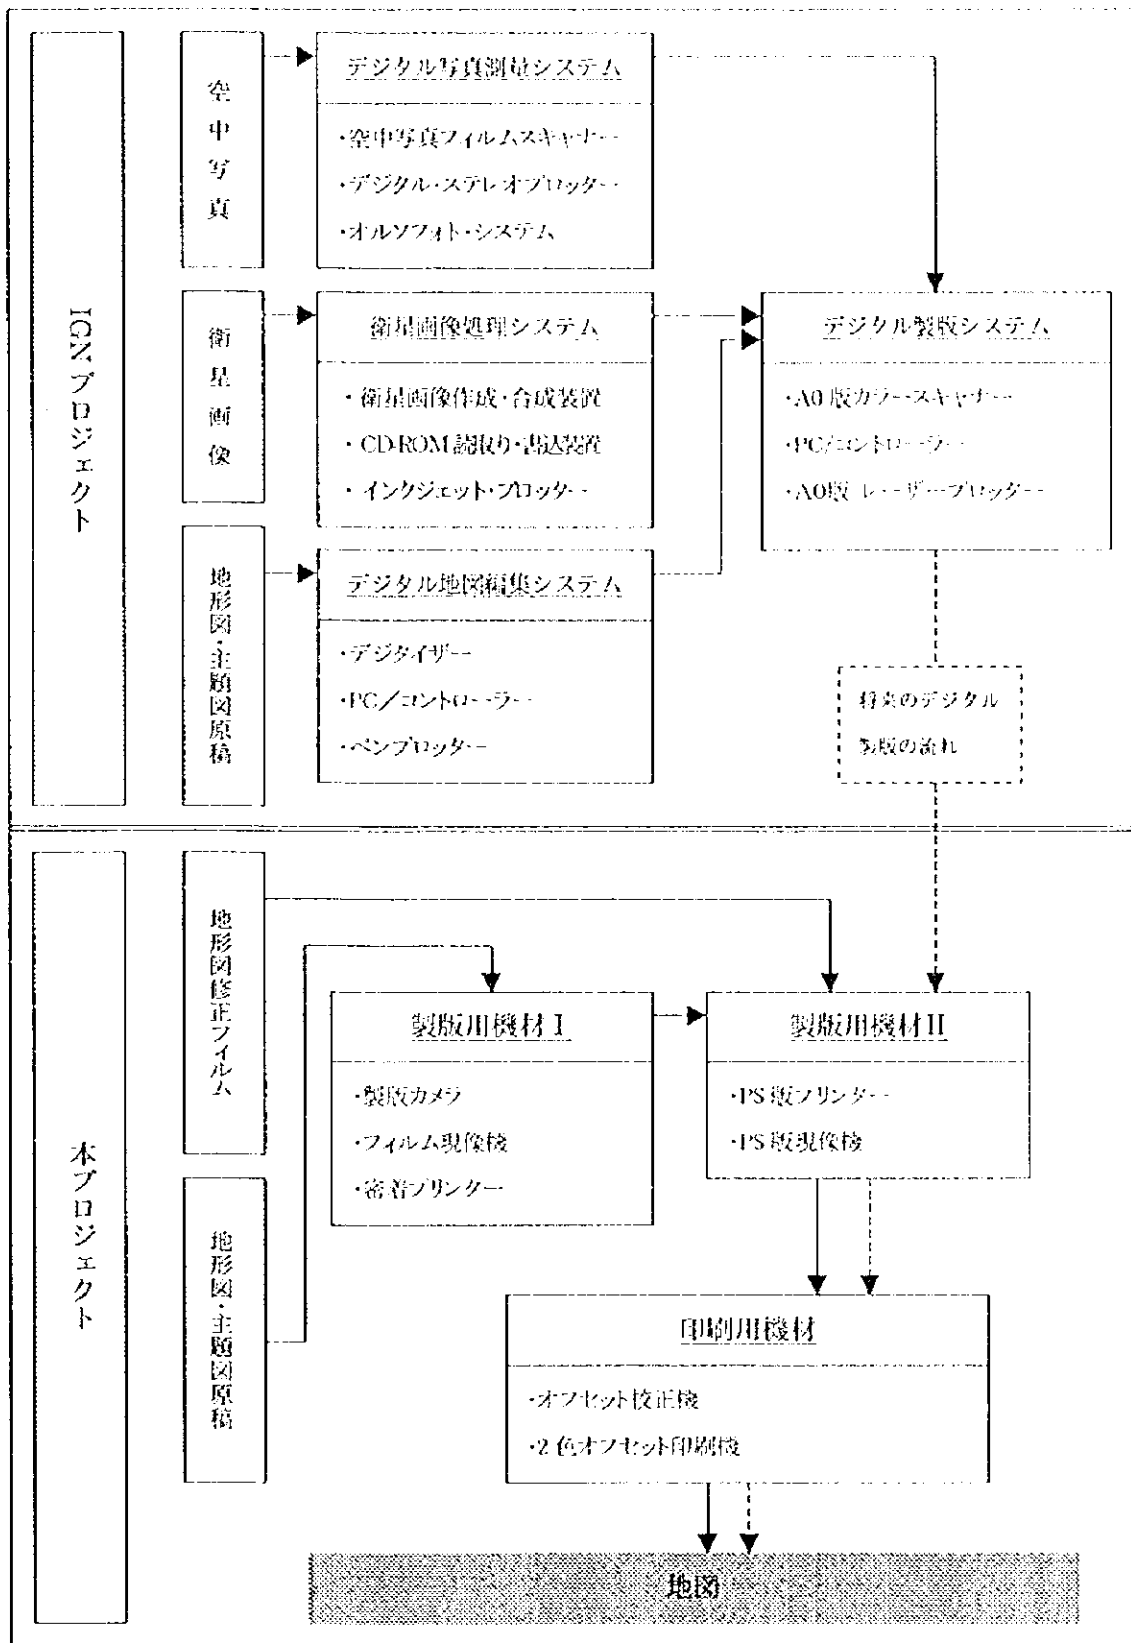 IGNプロジェクト
空中写真
デジタル写真測量システム
・空中写真フィルムスキャナー
・デジタル・ステレオプロッター
・オルソフォト・システム
衛星画像
衛星画像処理システム
・衛星画像作成・合成装置
・CD-ROM 読取り・書込装置
・インクジェット・プロッター
地形図・主題図原稿
デジタル地図編集システム
・デジタイザー
・PC/コントローラー
・ペンプロッター
デジタル製版システム
・A0 版カラースキャナー
・PC/コントローラー
・A0版 レーザープロッター
将来のデジタル
製版の流れ
本プロジェクト
地形図修正フィルム
地形図・主題図原稿
製版用機材 I
・製版カメラ
・フィルム現像機
・密着プリンター
製版用機材 II
・PS 版プリンター
・PS 版現像機
印刷用機材
・オフセット校正機
・2 色オフセット印刷機
地図